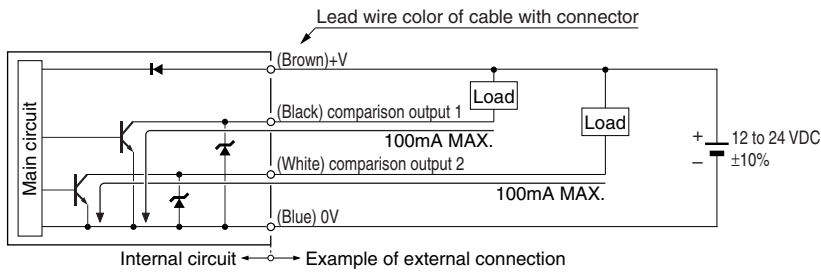 Lead wire color of cable with connector
(Brown)+V
Main circuit
(Black) comparison output 1
Load
100mA MAX.
Load
(White) comparison output 2
100mA MAX.
+
−
12 to 24 VDC
±10%
(Blue) 0V
Internal circuit
Example of external connection